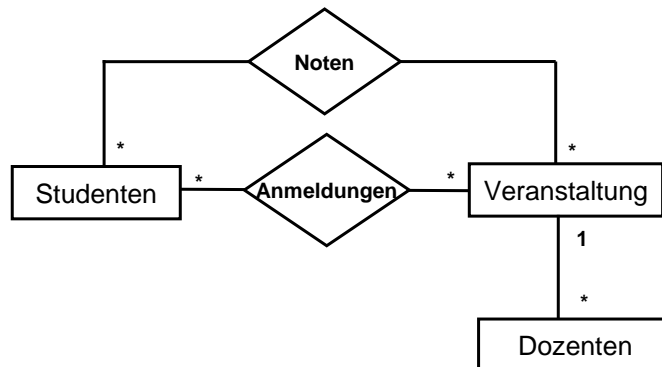 Noten
* *
Studenten * Anmeldungen * Veranstaltung
1
*
Dozenten